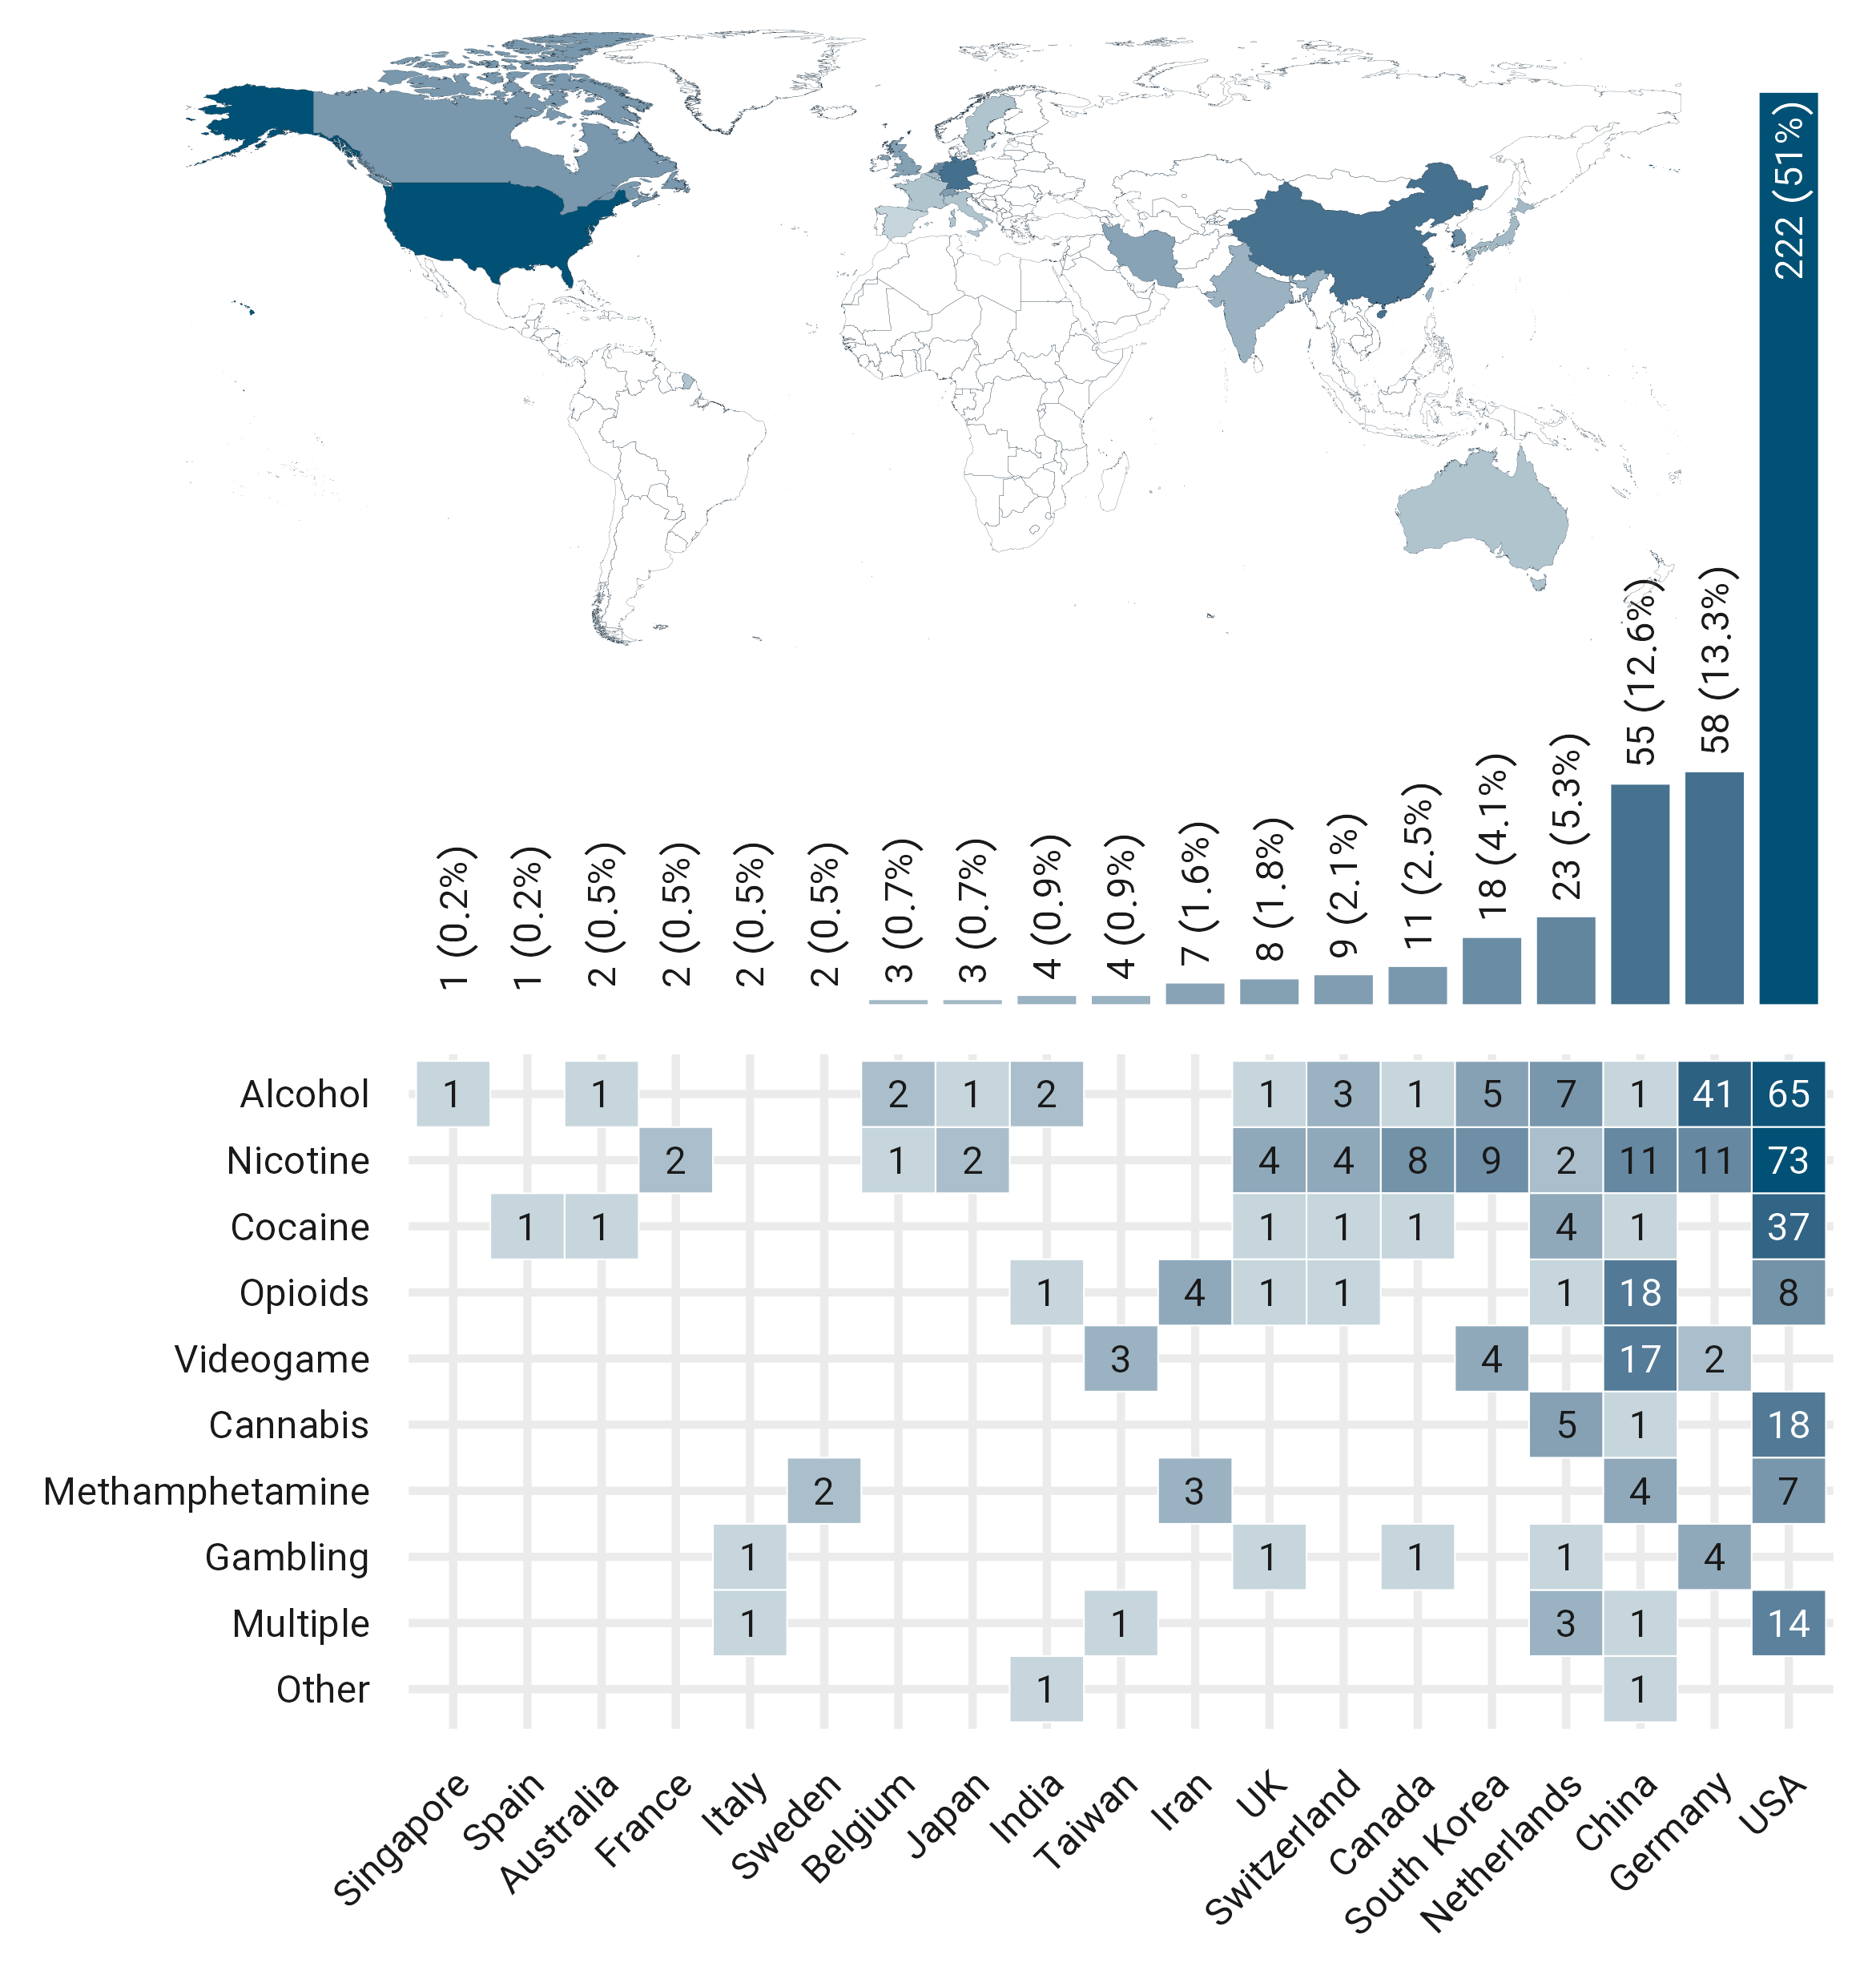 222 (51%)
58 (13.3%)
55 (12.6%)
23 (5.3%)
18 (4.1%)
11 (2.5%)
9 (2.1%)
8 (1.8%)
7 (1.6%)
4 (0.9%)
4 (0.9%)
3 (0.7%)
3 (0.7%)
2 (0.5%)
2 (0.5%)
2 (0.5%)
2 (0.5%)
1 (0.2%)
1 (0.2%)
Alcohol 1 1 2 1 2 1 3 1 5 7 1 41 65
Nicotine 2 1 2 4 4 8 9 2 11 11 73
Cocaine 1 1 1 1 1 4 1 37
Opioids 1 4 1 1 1 18 8
Videogame 3 4 17 2
Cannabis 5 1 18
Methamphetamine 2 3 4 7
Gambling 1 1 1 1 4
Multiple 1 1 3 1 14
Other 1 1
Singapore
Spain
Australia
France
Italy
Sweden
Belgium
Japan
India
Taiwan
Iran
UK
Switzerland
Canada
South Korea
Netherlands
China
Germany
USA